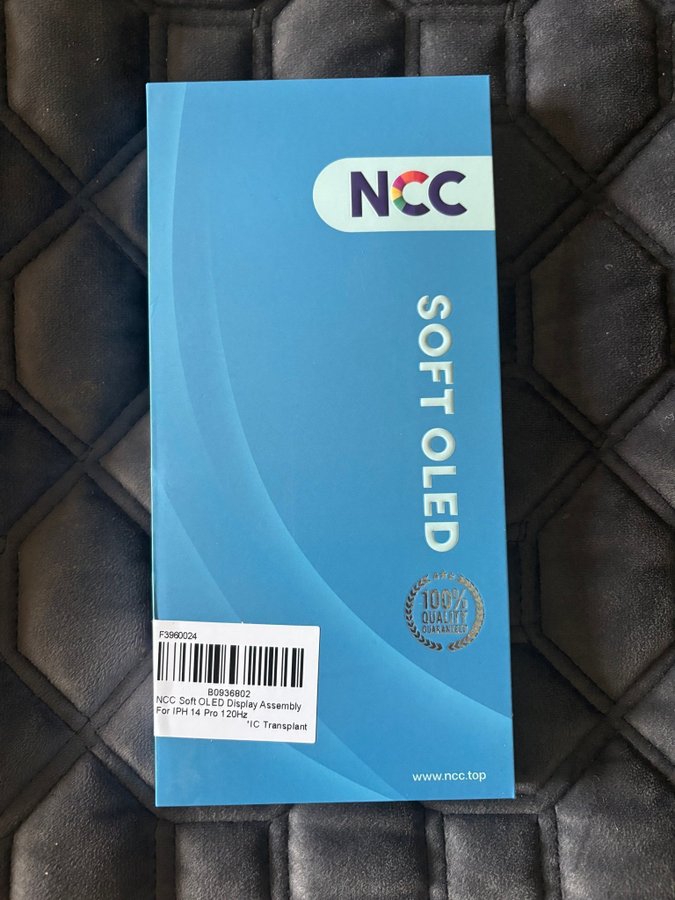 NCC
SOFT OLED
100%
QUALITY
GUARANTEED
F3960024
B0936802
NCC Soft OLED Display Assembly
For IPH 14 Pro 120Hz
*IC Transplant
www.ncc.top